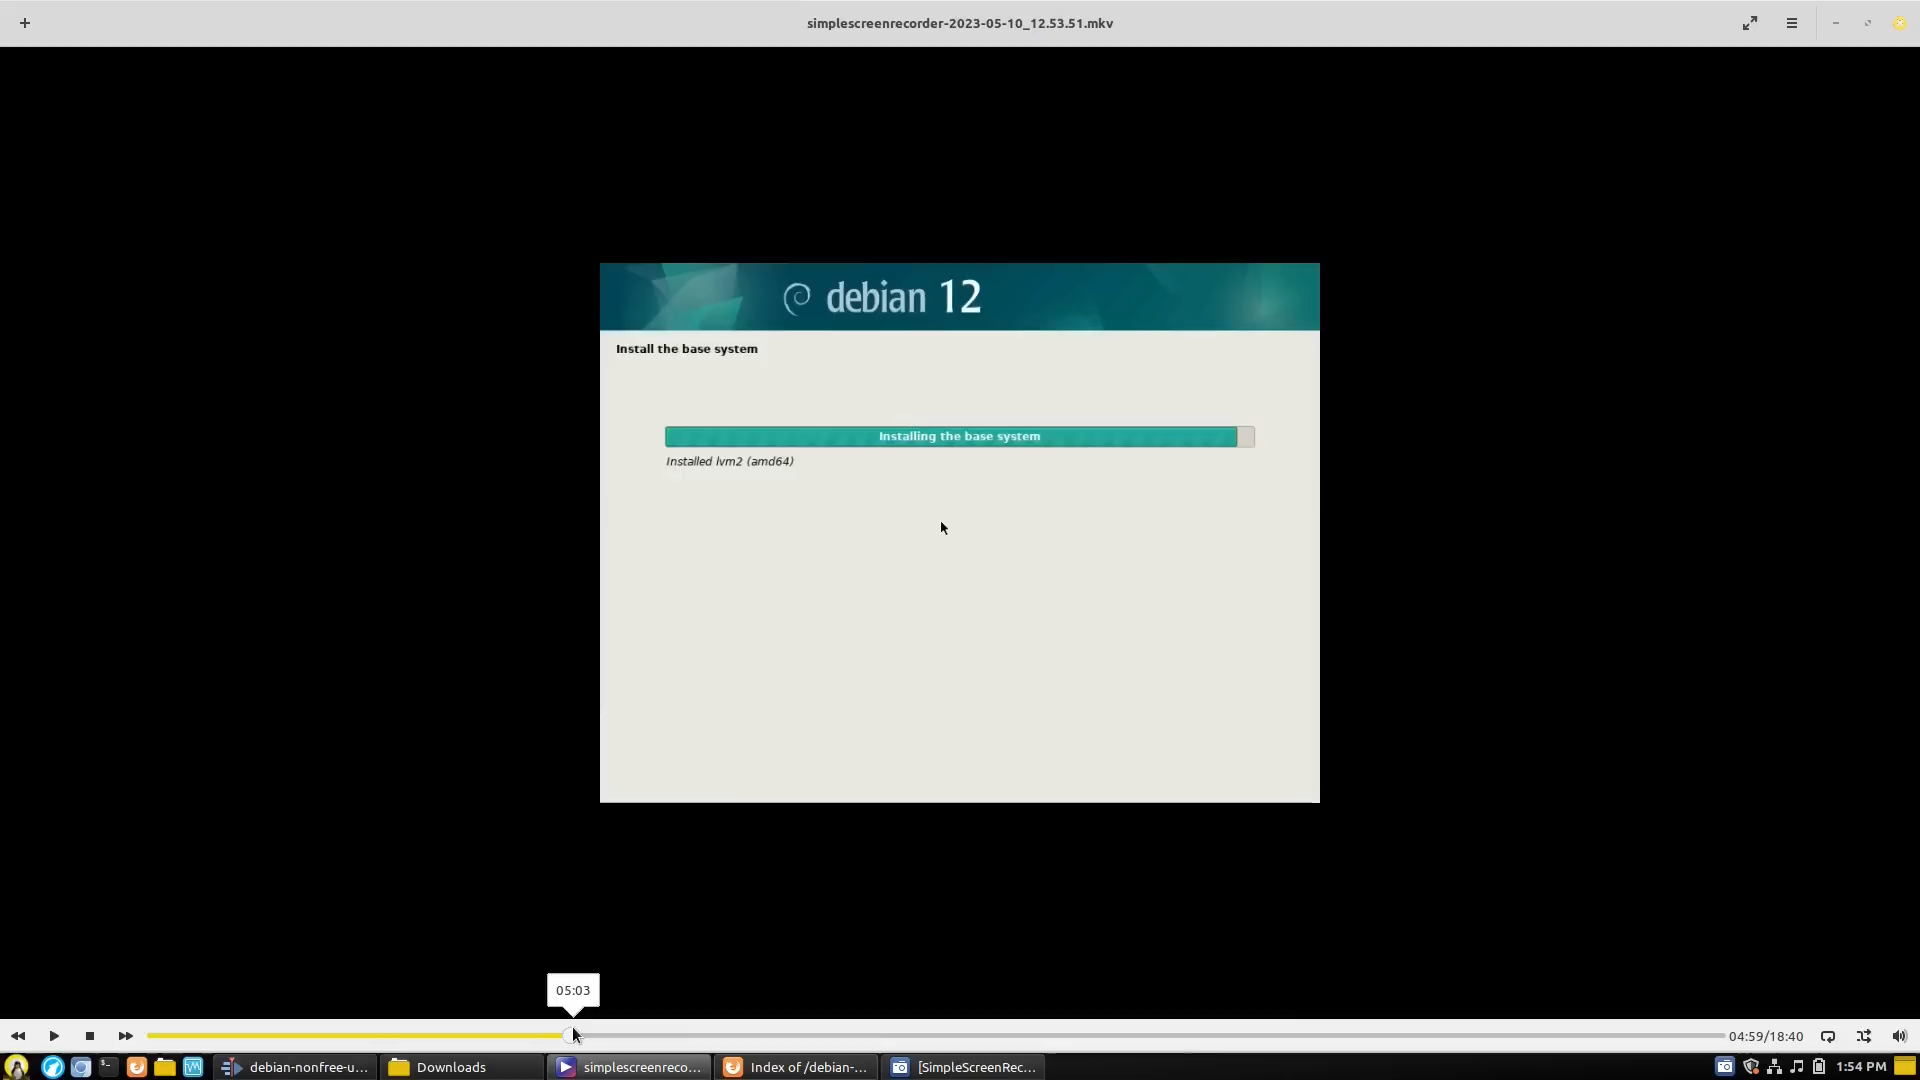 simplescreenrecorder-2023-05-10_12.53.51.mkv
debian 12
Install the base system
Installing the base system
Installed lvm2 (amd64)
05:03
04:59/18:40
debian-nonfree-u...
Downloads
simplescreenreco...
Index of /debian-...
[SimpleScreenRec...
1:54 PM